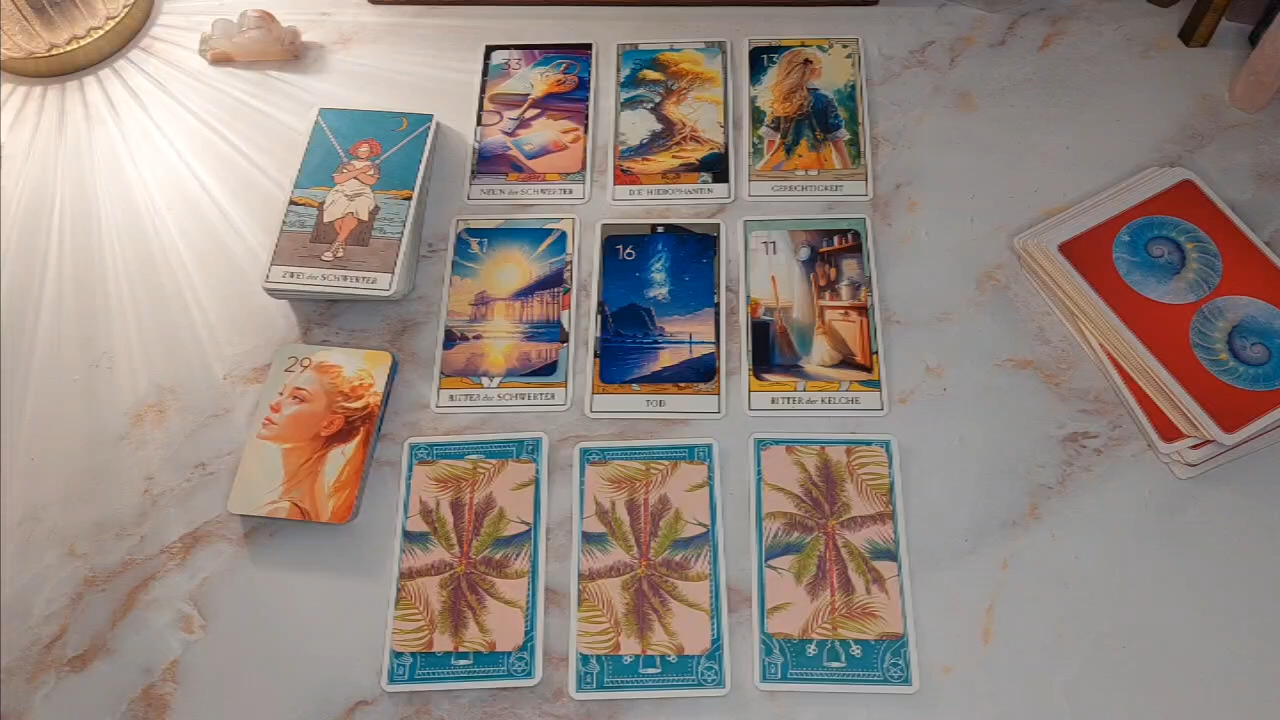 33
NEUN der SCHWERTER
5
DIE HIEROPHANTIN
13
GERECHTIGKEIT
ZWEI der SCHWERTER
31
RITTER der SCHWERTER
16
TOD
11
RITTER der KELCHE
29